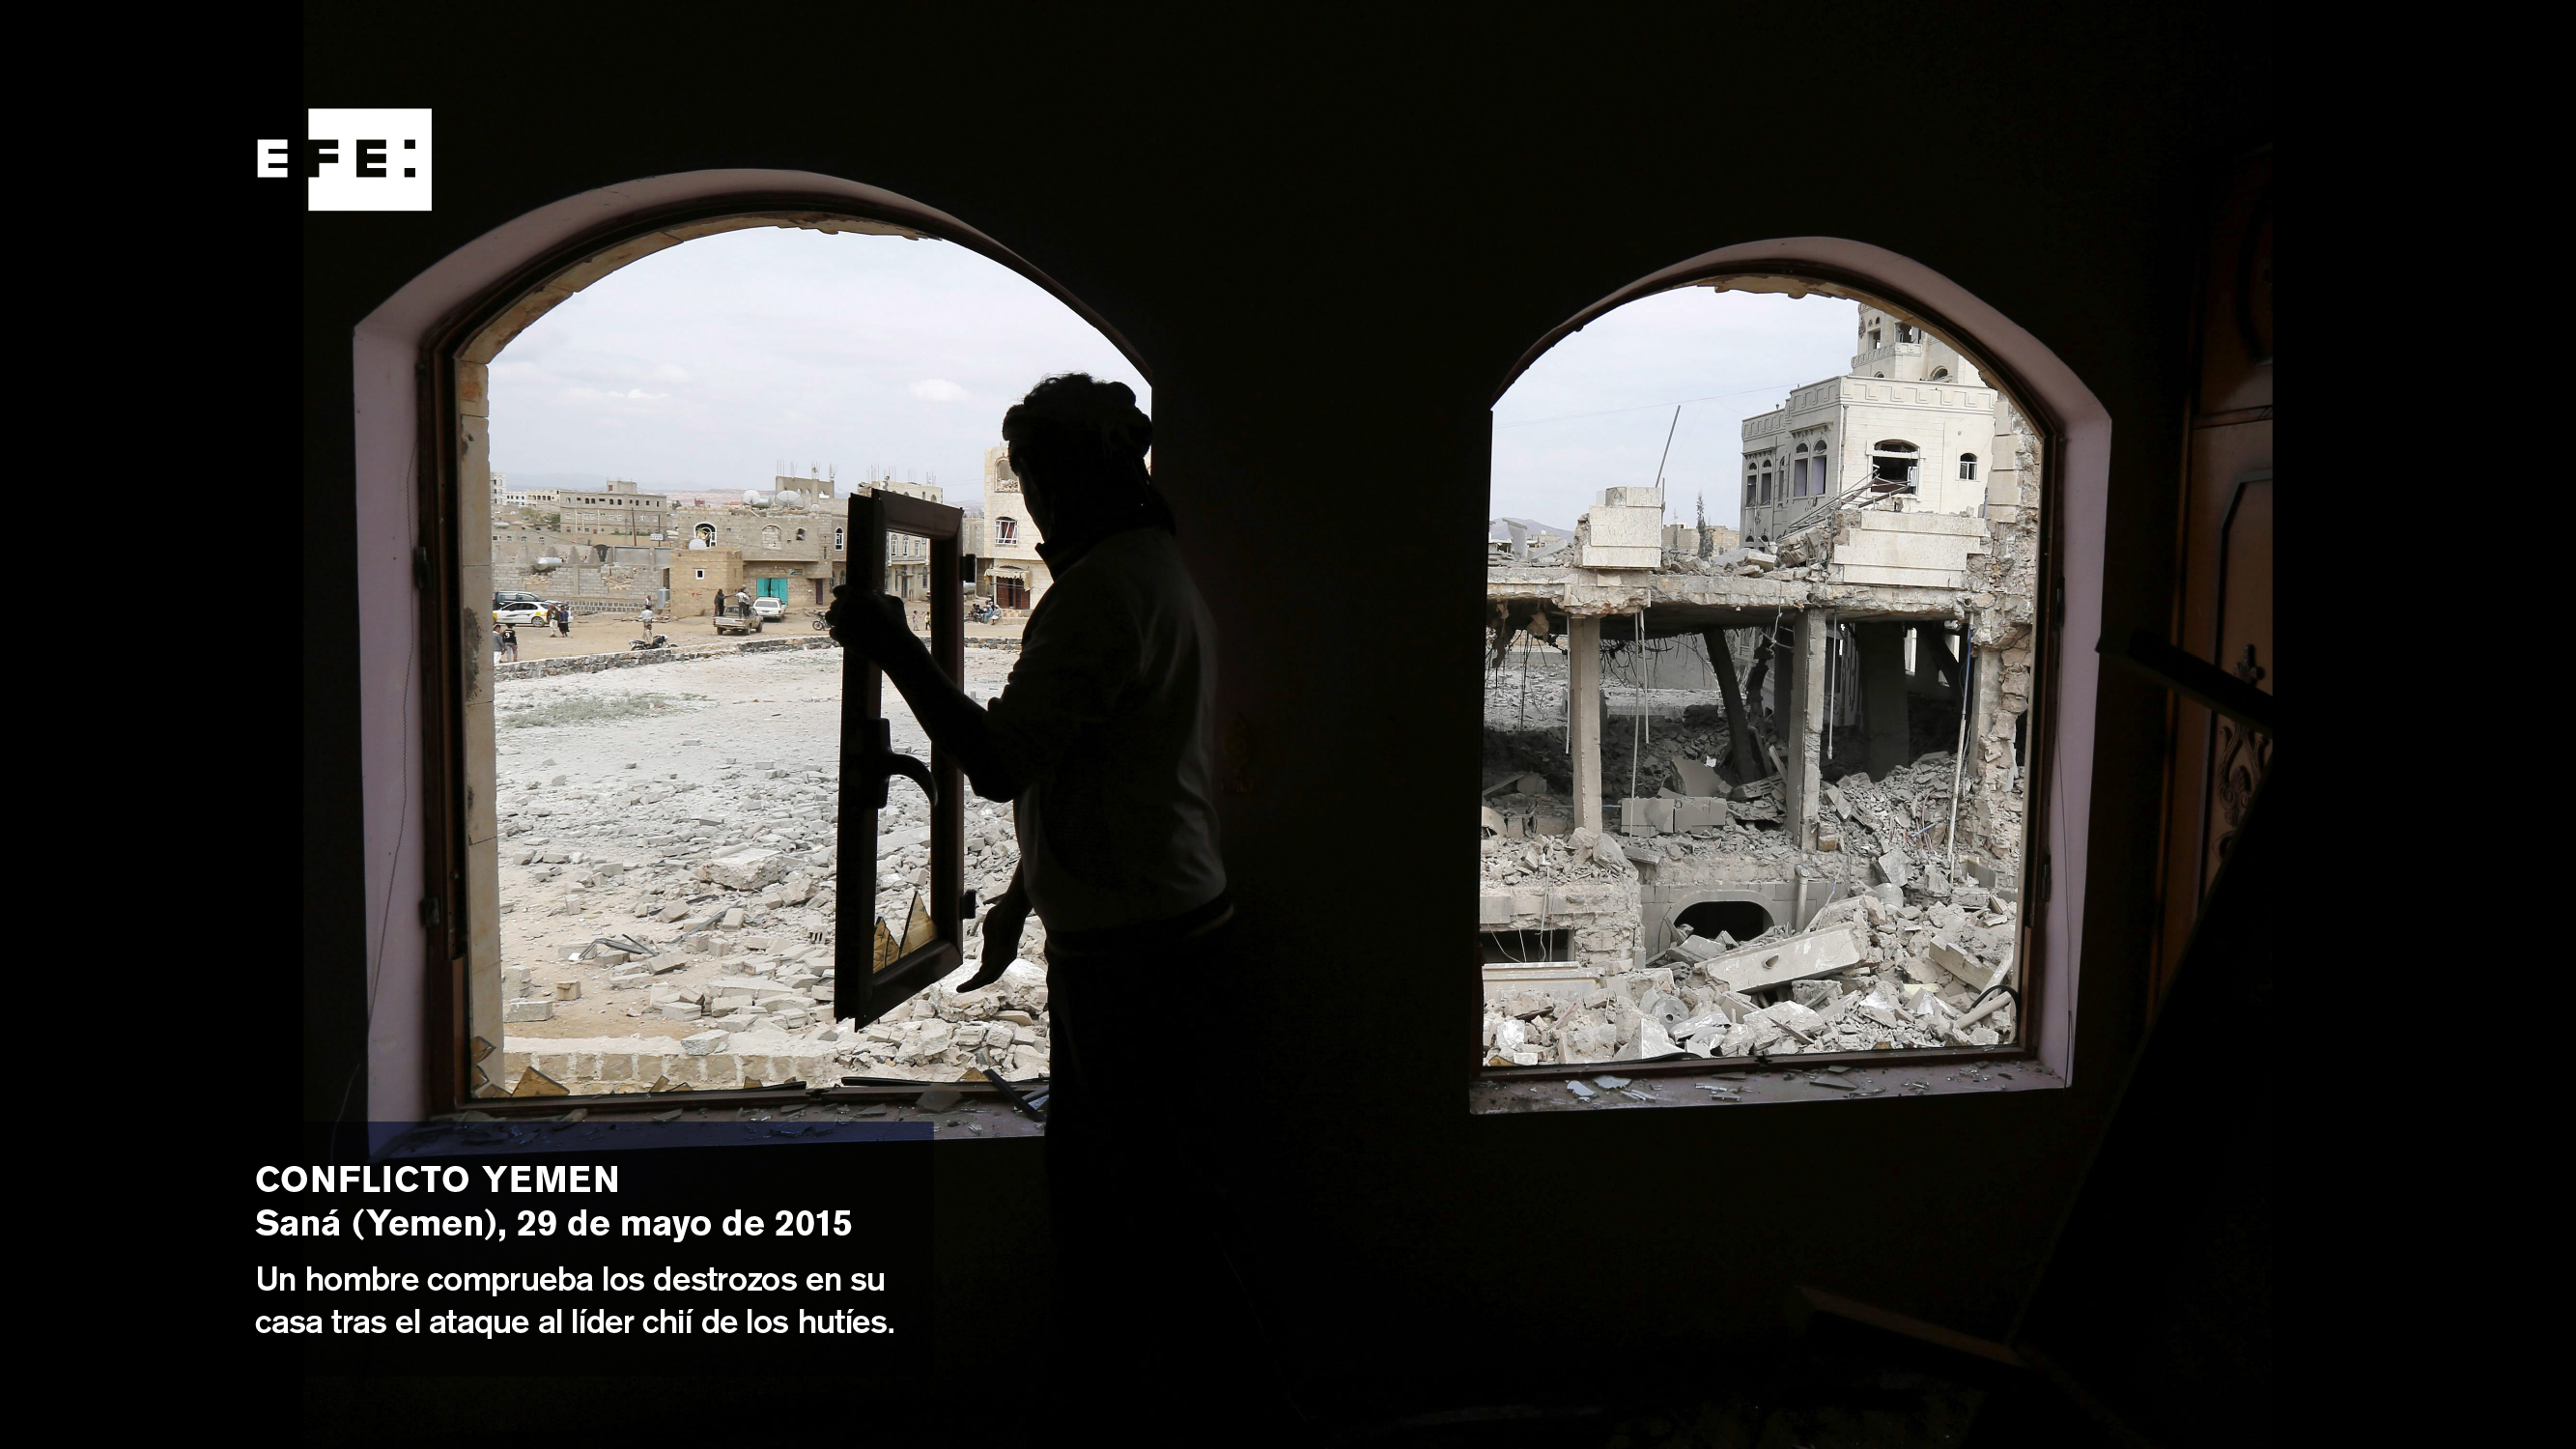 EFE:
CONFLICTO YEMEN
Saná (Yemen), 29 de mayo de 2015
Un hombre comprueba los destrozos en su
casa tras el ataque al líder chií de los hutíes.